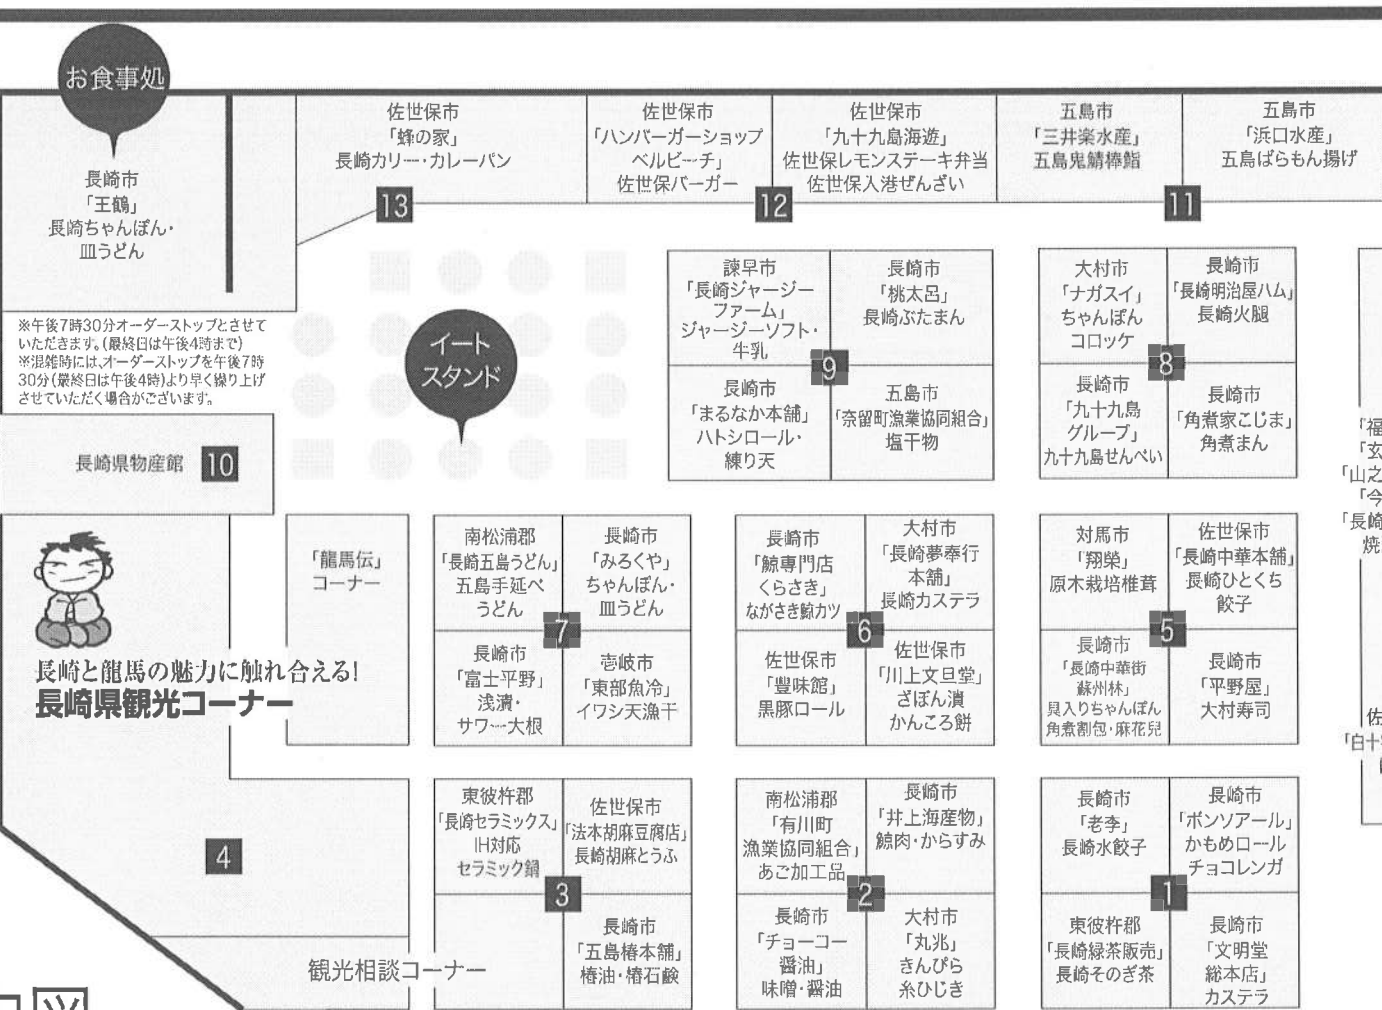 お食事処
長崎市
「王鶴」
長崎ちゃんぽん・
皿うどん
※午後7時30分オーダーストップとさせて
いただきます。(最終日は午後4時まで)
※混雑時には、オーダーストップを午後7時
30分(最終日は午後4時)より早く繰り上げ
させていただく場合がございます。
佐世保市
「蜂の家」
長崎カリー・カレーパン
13
佐世保市
「ハンバーガーショップ
ベルビーチ」
佐世保バーガー
佐世保市
「九十九島海遊」
佐世保レモンステーキ弁当
佐世保入港ぜんざい
12
五島市
「三井楽水産」
五島鬼鯖棒鮨
五島市
「浜口水産」
五島ばらもん揚げ
11
イート
スタンド
諫早市
「長崎ジャージー
ファーム」
ジャージーソフト・
牛乳
長崎市
「桃太呂」
長崎ぶたまん
9
長崎市
「まるなか本舗」
ハトシロール・
練り天
五島市
「奈留町漁業協同組合」
塩干物
大村市
「ナガスイ」
ちゃんぽん
コロッケ
長崎市
「長崎明治屋ハム」
長崎火腿
8
長崎市
「九十九島
グループ」
九十九島せんぺい
長崎市
「角煮家こじま」
角煮まん
長崎県物産館
10
長崎と龍馬の魅力に触れ合える!
長崎県観光コーナー
「龍馬伝」
コーナー
南松浦郡
「長崎五島うどん」
五島手延べ
うどん
長崎市
「みろくや」
ちゃんぽん・
皿うどん
7
長崎市
「富士平野」
浅漬・
サワー大根
壱岐市
「東部魚冷」
イワシ天漁干
長崎市
「鯨専門店
くらさき」
ながさき鯨カツ
大村市
「長崎夢奉行
本舗」
長崎カステラ
6
佐世保市
「豊味館」
黒豚ロール
佐世保市
「川上文旦堂」
ざぼん漬
かんころ餅
対馬市
「翔榮」
原木栽培椎茸
佐世保市
「長崎中華本舗」
長崎ひとくち
餃子
5
長崎市
「長崎中華街
蘇州林」
具入りちゃんぽん
角煮割包・麻花兒
長崎市
「平野屋」
大村寿司
「福
「玄
「山之
「今
「長崎
焼
佐
「白十
4
観光相談コーナー
東彼杵郡
「長崎セラミックス」
IH対応
セラミック鍋
佐世保市
「法本胡麻豆腐店」
長崎胡麻とうふ
3
長崎市
「五島椿本舗」
椿油・椿石鹸
南松浦郡
「有川町
漁業協同組合」
あご加工品
長崎市
「井上海産物」
鯨肉・からすみ
2
長崎市
「チョーコー
醤油」
味噌・醤油
大村市
「丸兆」
きんぴら
糸ひじき
長崎市
「老李」
長崎水餃子
長崎市
「ボンソアール」
かもめロール
チョコレンガ
1
東彼杵郡
「長崎緑茶販売」
長崎そのぎ茶
長崎市
「文明堂
総本店」
カステラ